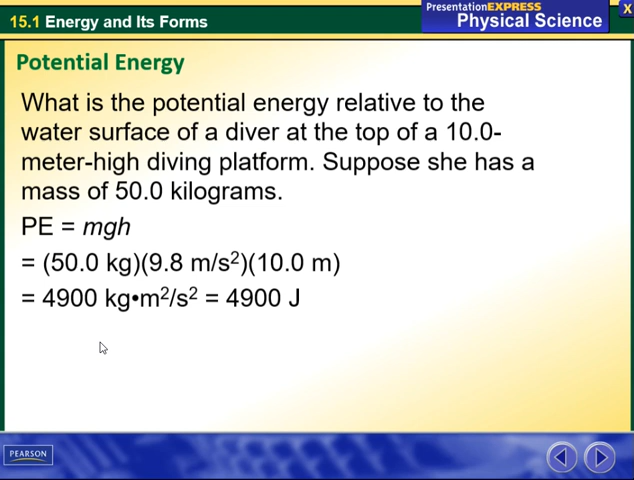 15.1 Energy and Its Forms
PresentationEXPRESS
Physical Science
X
Potential Energy
What is the potential energy relative to the
water surface of a diver at the top of a 10.0-
meter-high diving platform. Suppose she has a
mass of 50.0 kilograms.
PE = mgh
= (50.0 kg)(9.8 m/s²)(10.0 m)
= 4900 kg•m²/s² = 4900 J
PEARSON